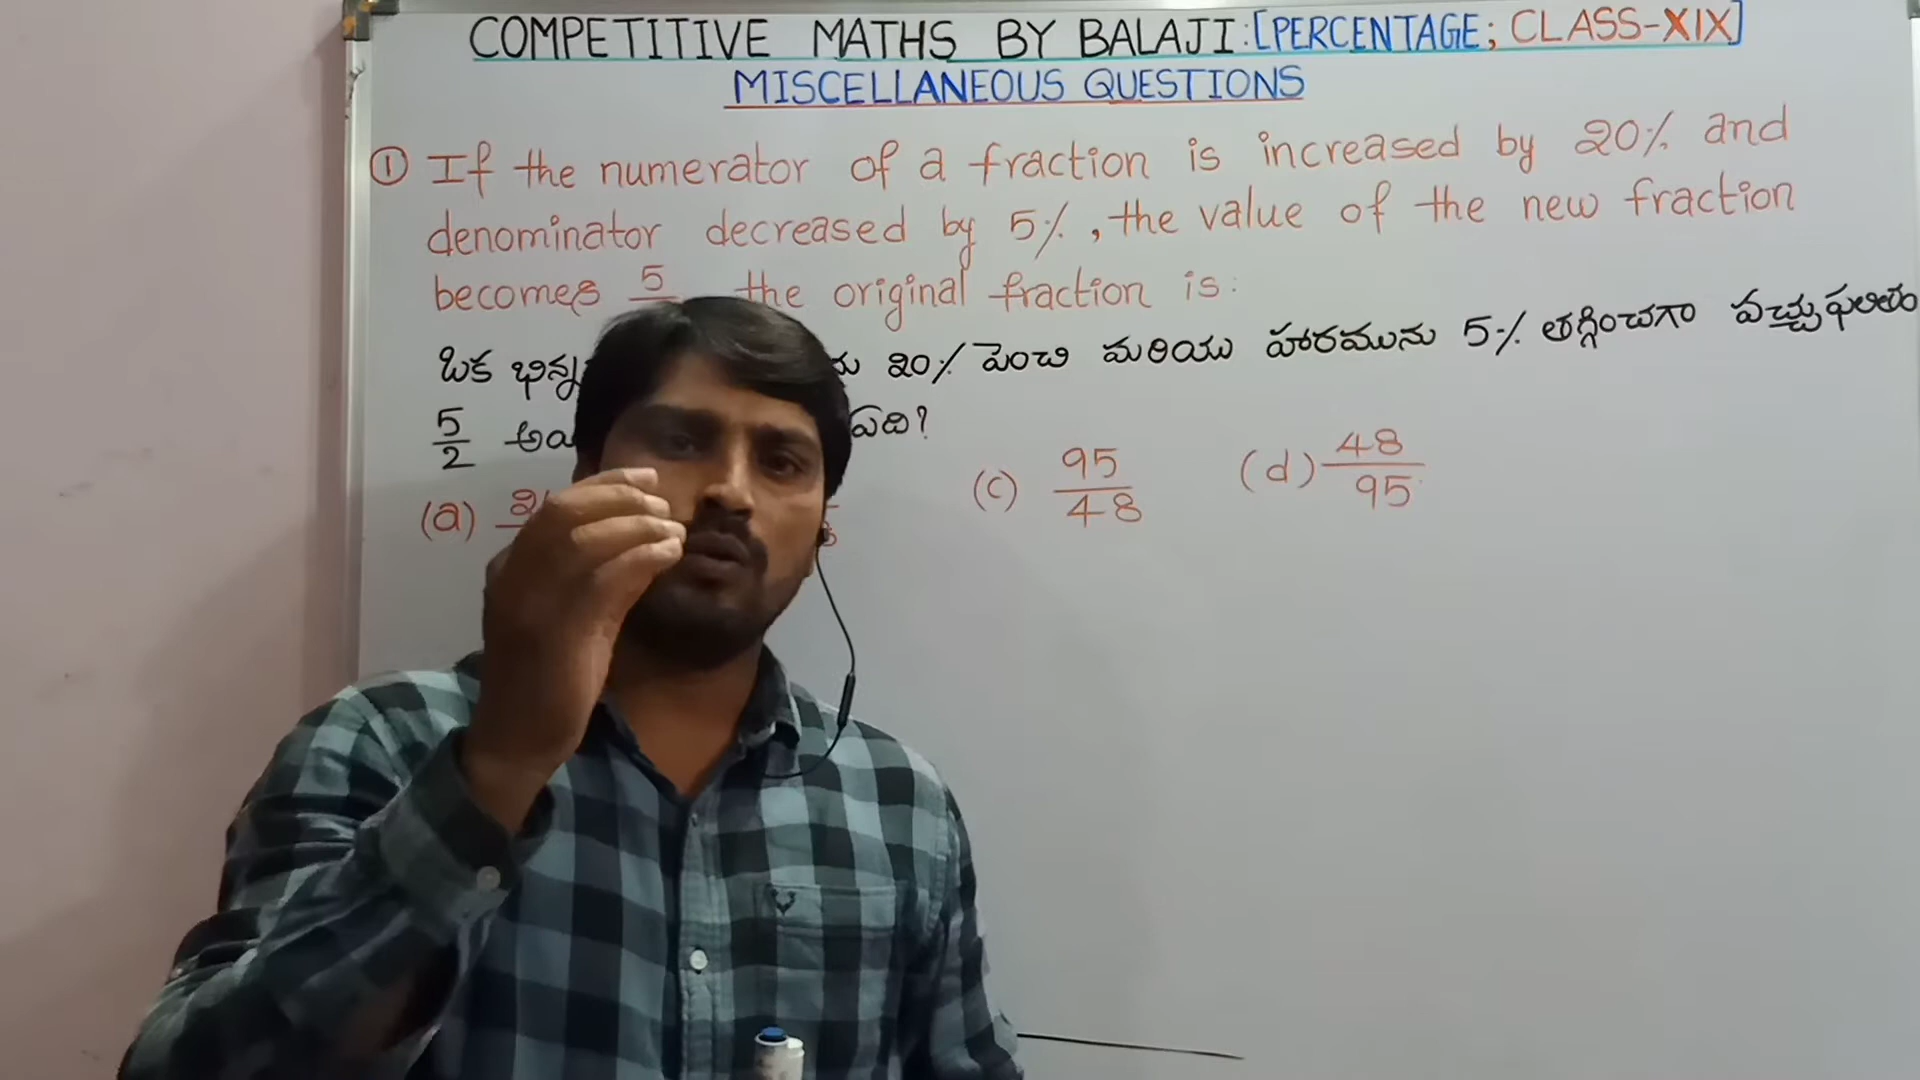 COMPETITIVE MATHS BY BALAJI:[PERCENTAGE; CLASS-XIX]
MISCELLANEOUS QUESTIONS
① If the numerator of a fraction is increased by 20% and
denominator decreased by 5%, the value of the new fraction
becomes 5 the original fraction is:
ఒక 20% పెంచి మరియు హారమును 5% తగ్గించగా వచ్చు ఫలితం
5/2 ఏది?
(a) (c) 95/48 (d) 48/95